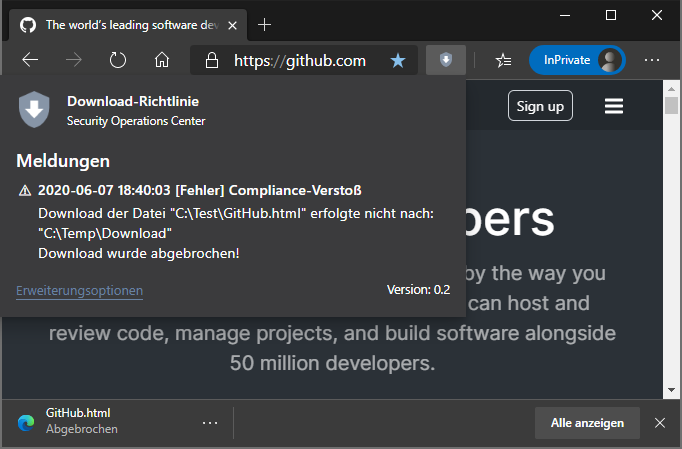 The world's leading software dev
https://github.com
InPrivate
Download-Richtlinie
Security Operations Center
Sign up
Meldungen
2020-06-07 18:40:03 [Fehler] Compliance-Verstoß
Download der Datei "C:\Test\GitHub.html" erfolgte nicht nach:
"C:\Temp\Download"
Download wurde abgebrochen!
Erweiterungsoptionen
Version: 0.2
pers
by the way you
can host and
review code, manage projects, and build software alongside
50 million developers.
GitHub.html
Abgebrochen
Alle anzeigen